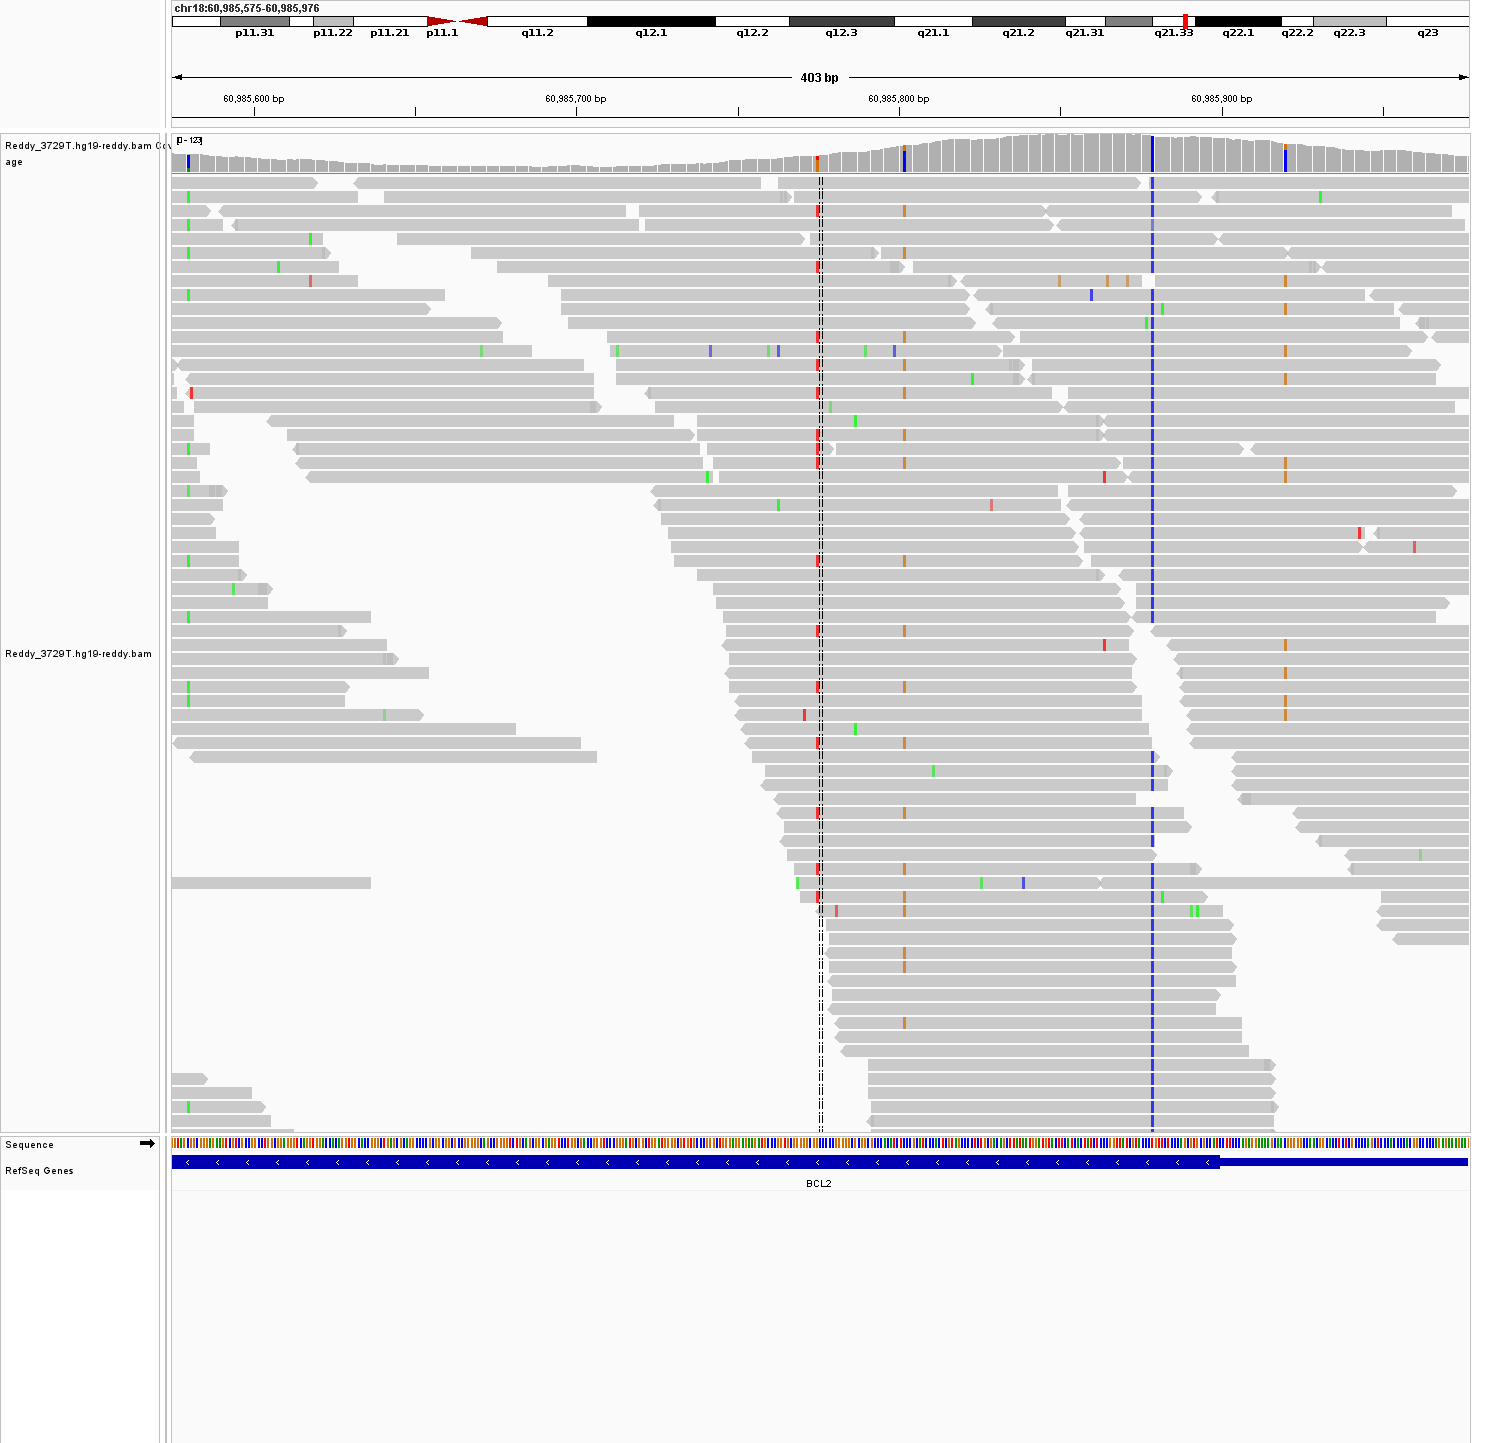 chr18:60,985,575-60,985,976
p11.31 p11.22 p11.21 p11.1 q11.2 q12.1 q12.2 q12.3 q21.1 q21.2 q21.31 q21.33 q22.1 q22.2 q22.3 q23
403 bp
60,985,600 bp 60,985,700 bp 60,985,800 bp 60,985,900 bp
Reddy_3729T.hg19-reddy.bam Cov
age
[0 - 123]
Reddy_3729T.hg19-reddy.bam
Sequence
RefSeq Genes
BCL2